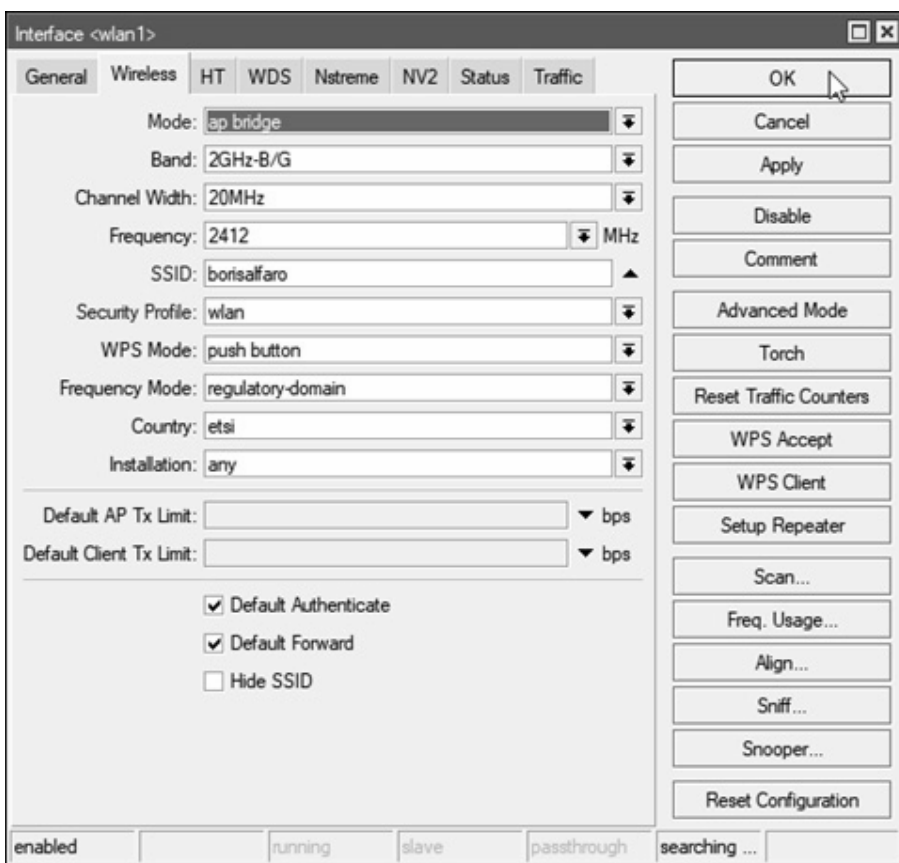 Interface <wlan1>
General Wireless HT WDS Nstreme NV2 Status Traffic
Mode: ap bridge
Band: 2GHz-B/G
Channel Width: 20MHz
Frequency: 2412 MHz
SSID: borisalfaro
Security Profile: wlan
WPS Mode: push button
Frequency Mode: regulatory-domain
Country: etsi
Installation: any
Default AP Tx Limit: bps
Default Client Tx Limit: bps
Default Authenticate
Default Forward
Hide SSID
OK
Cancel
Apply
Disable
Comment
Advanced Mode
Torch
Reset Traffic Counters
WPS Accept
WPS Client
Setup Repeater
Scan...
Freq. Usage...
Align...
Sniff...
Snooper...
Reset Configuration
enabled running slave passthrough searching ...